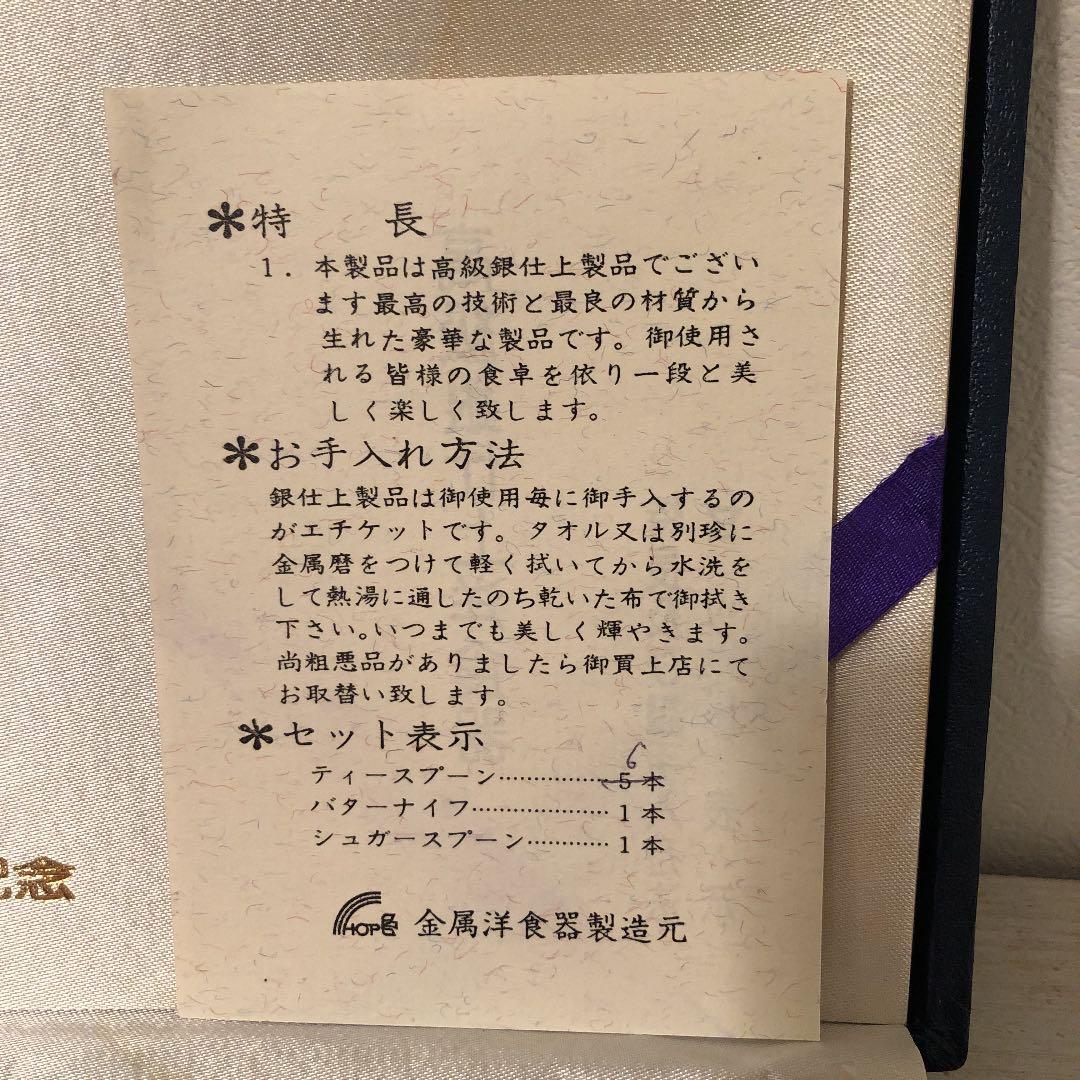 *特 長
1. 本製品は高級銀仕上製品でござい
ます最高の技術と最良の材質から
生れた豪華な製品です。御使用さ
れる皆様の食卓を依り一段と美
しく楽しく致します。
*お手入れ方法
銀仕上製品は御使用毎に御手入するの
がエチケットです。タオル又は別珍に
金属磨をつけて軽く拭いてから水洗を
して熱湯に通したのち乾いた布で御拭き
下さい。いつまでも美しく輝やきます。
尚粗悪品がありましたら御買上店にて
お取替い致します。
*セット表示
6
ティースプーン……………5本
バターナイフ………………1本
シュガースプーン…………1本
HOPE 金属洋食器製造元
記念